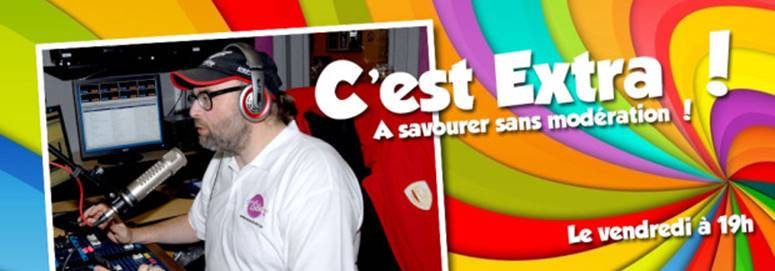 C'est Extra !
A savourer sans modération !
Le vendredi à 19h